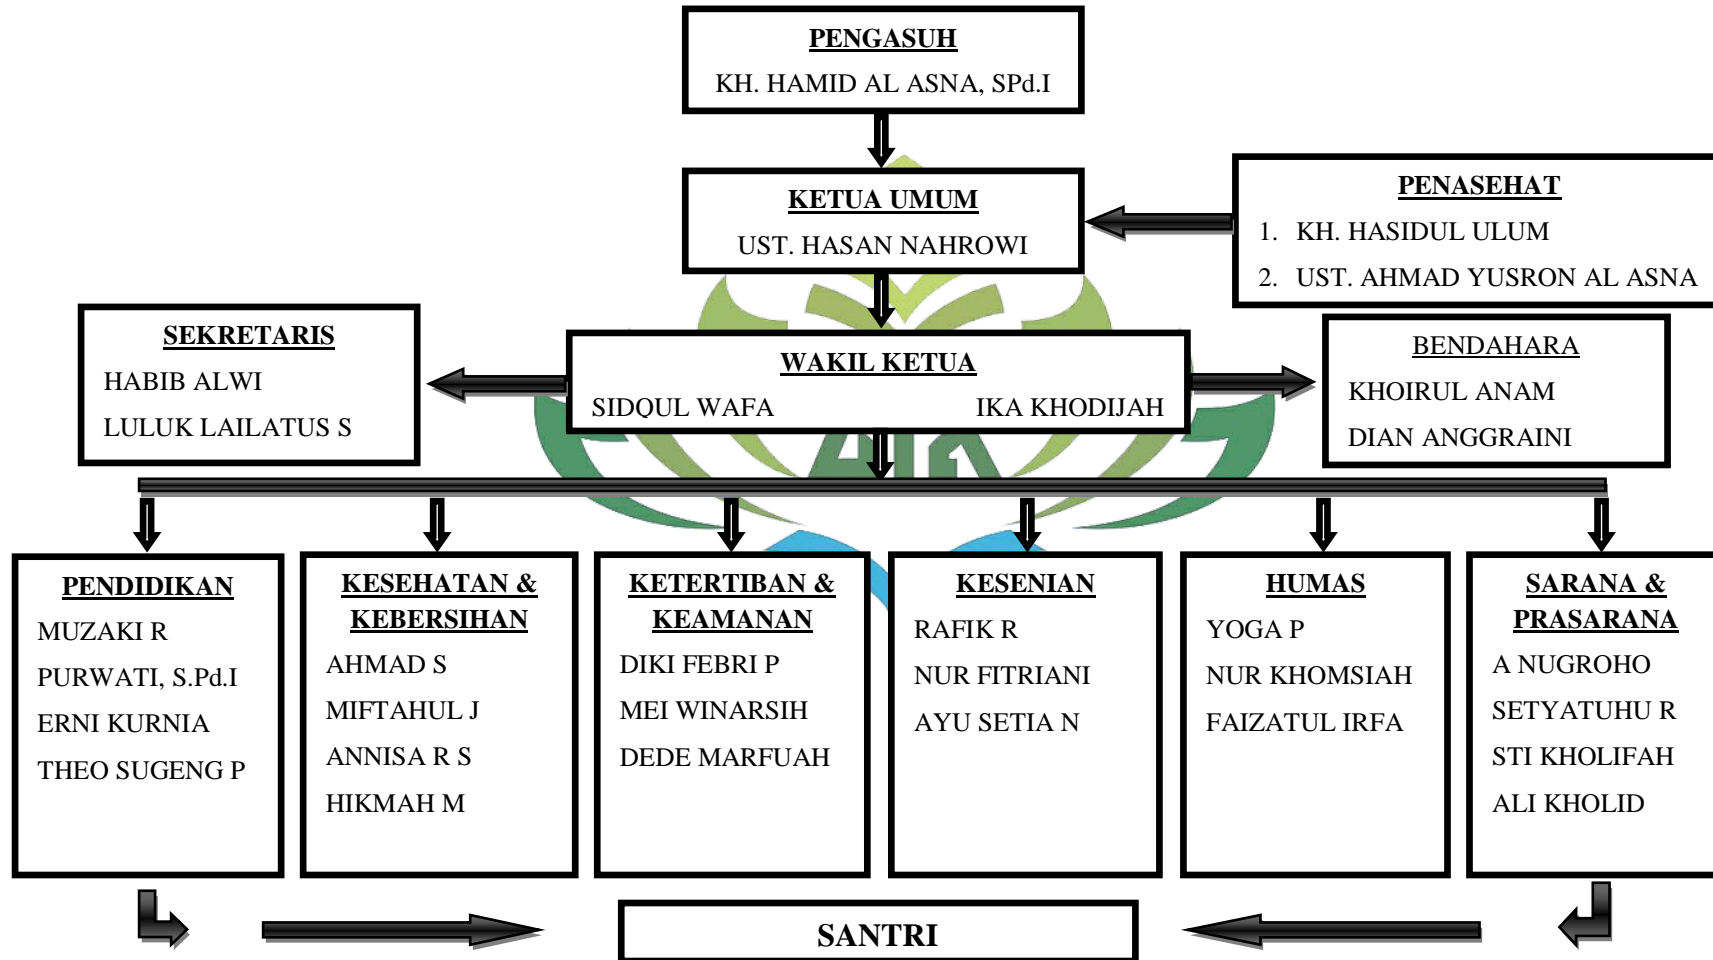 PENGASUH
KH. HAMID AL ASNA, SPd.I
KETUA UMUM
UST. HASAN NAHROWI
PENASEHAT
1. KH. HASIDUL ULUM
2. UST. AHMAD YUSRON AL ASNA
SEKRETARIS
HABIB ALWI
LULUK LAILATUS S
WAKIL KETUA
SIDQUL WAFA IKA KHODIJAH
BENDAHARA
KHOIRUL ANAM
DIAN ANGGRAINI
PENDIDIKAN
MUZAKI R
PURWATI, S.Pd.I
ERNI KURNIA
THEO SUGENG P
KESEHATAN &
KEBERSIHAN
AHMAD S
MIFTAHUL J
ANNISA R S
HIKMAH M
KETERTIBAN &
KEAMANAN
DIKI FEBRI P
MEI WINARSIH
DEDE MARFUAH
KESENIAN
RAFIK R
NUR FITRIANI
AYU SETIA N
HUMAS
YOGA P
NUR KHOMSIAH
FAIZATUL IRFA
SARANA &
PRASARANA
A NUGROHO
SETYATUHU R
STI KHOLIFAH
ALI KHOLID
SANTRI